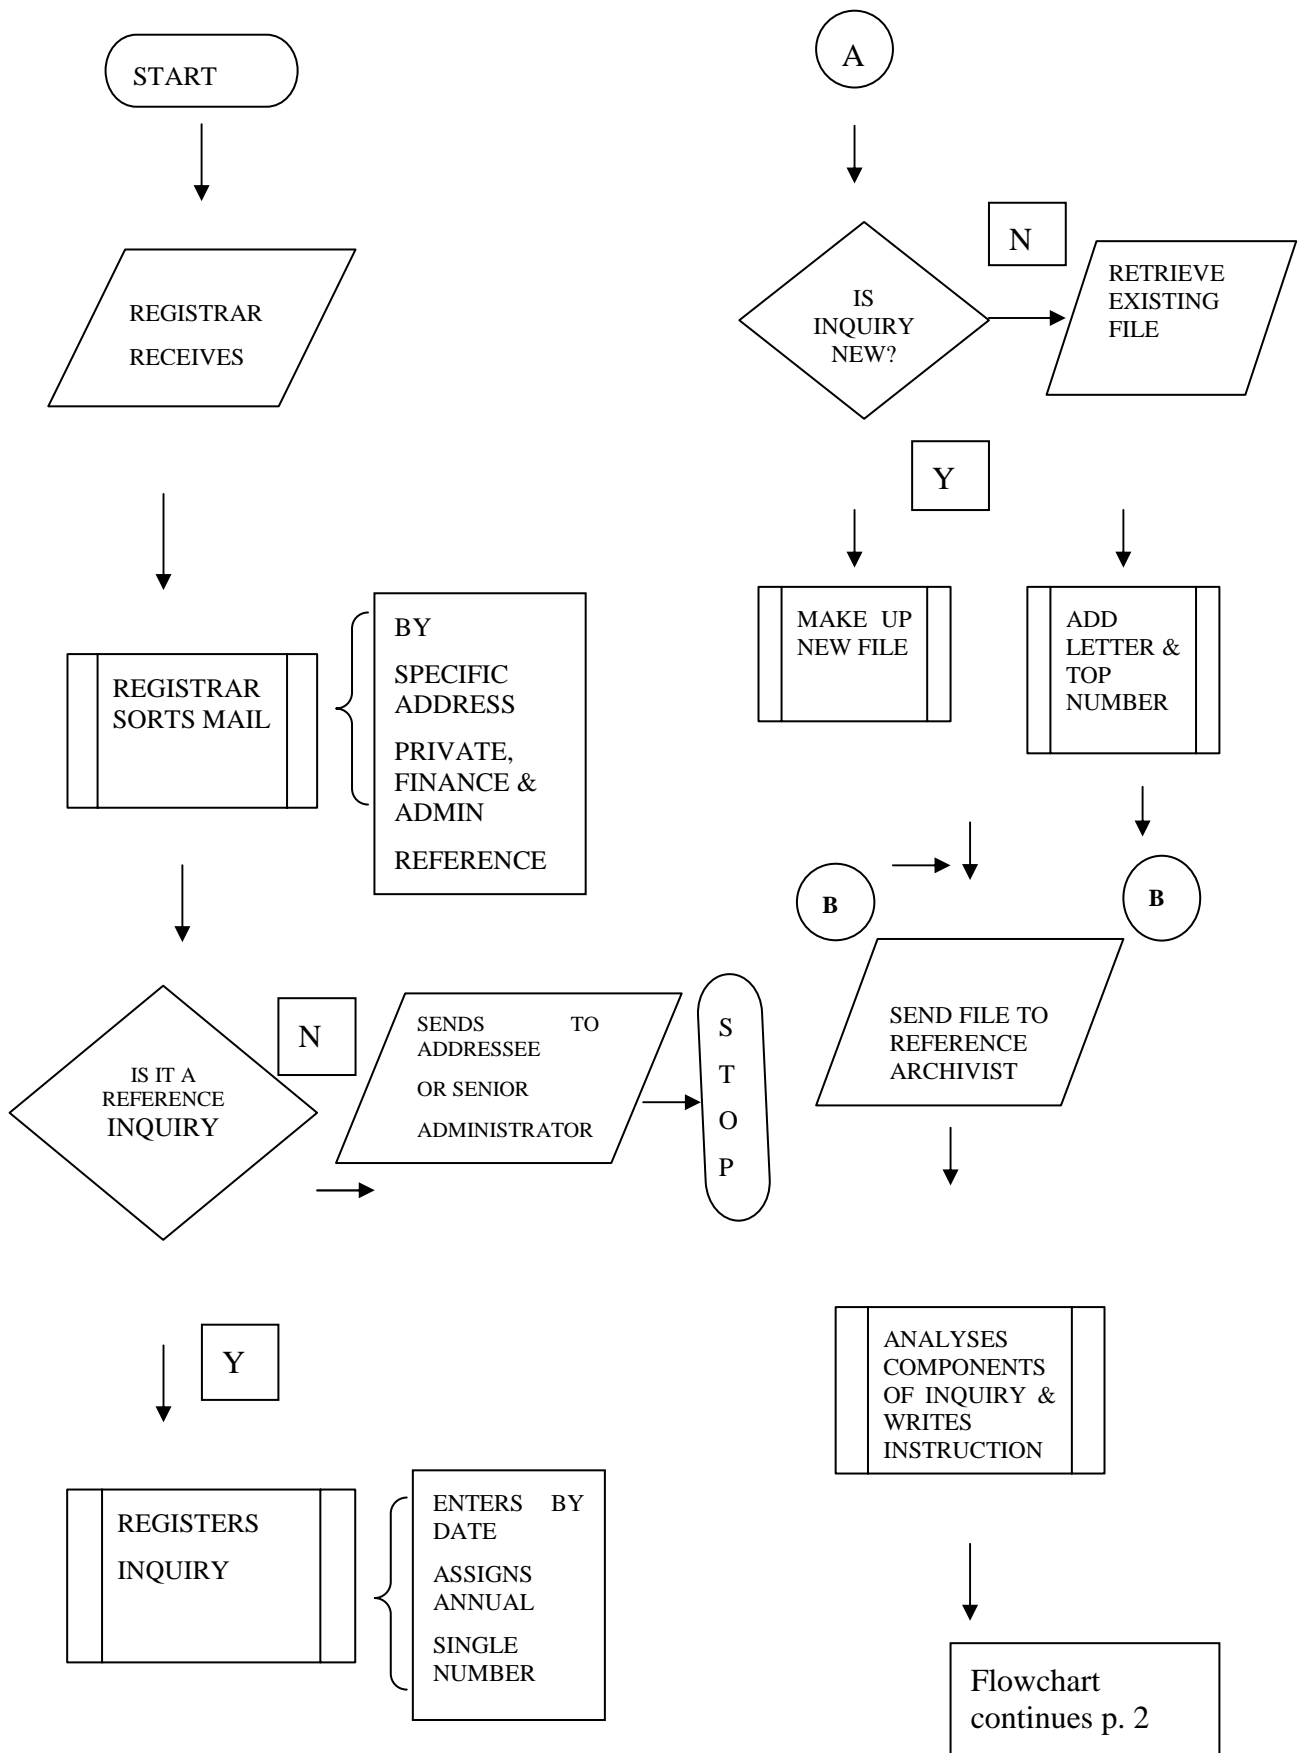 START
REGISTRAR
RECEIVES
REGISTRAR
SORTS MAIL
BY
SPECIFIC
ADDRESS
PRIVATE,
FINANCE &
ADMIN
REFERENCE
IS IT A
REFERENCE
INQUIRY
N
SENDS TO
ADDRESSEE
OR SENIOR
ADMINISTRATOR
S
T
O
P
Y
REGISTERS
INQUIRY
ENTERS BY
DATE
ASSIGNS
ANNUAL
SINGLE
NUMBER
A
IS
INQUIRY
NEW?
N
RETRIEVE
EXISTING
FILE
Y
MAKE UP
NEW FILE
ADD
LETTER &
TOP
NUMBER
B
B
SEND FILE TO
REFERENCE
ARCHIVIST
ANALYSES
COMPONENTS
OF INQUIRY &
WRITES
INSTRUCTION
Flowchart
continues p. 2